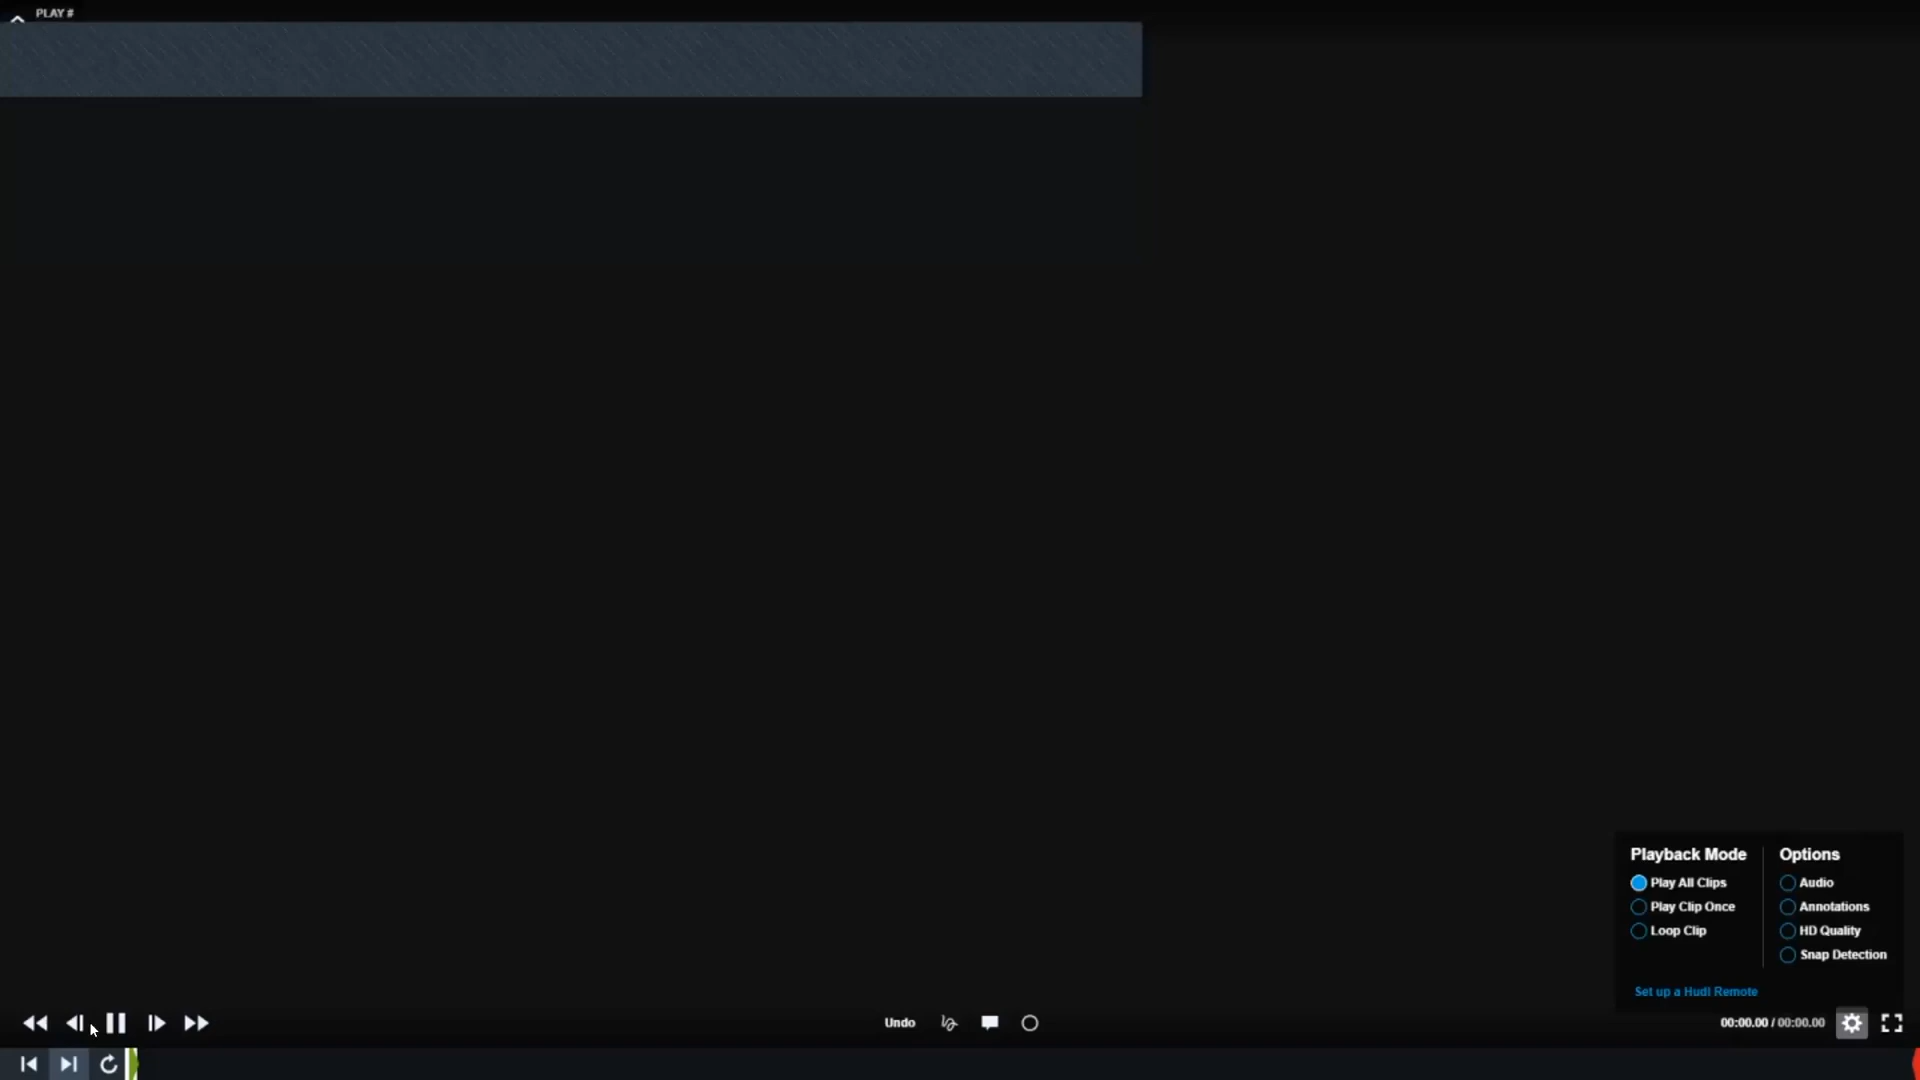 PLAY #
Playback Mode
Play All Clips
Play Clip Once
Loop Clip
Options
Audio
Annotations
HD Quality
Snap Detection
Set up a Hudl Remote
Undo
00:00.00 / 00:00.00